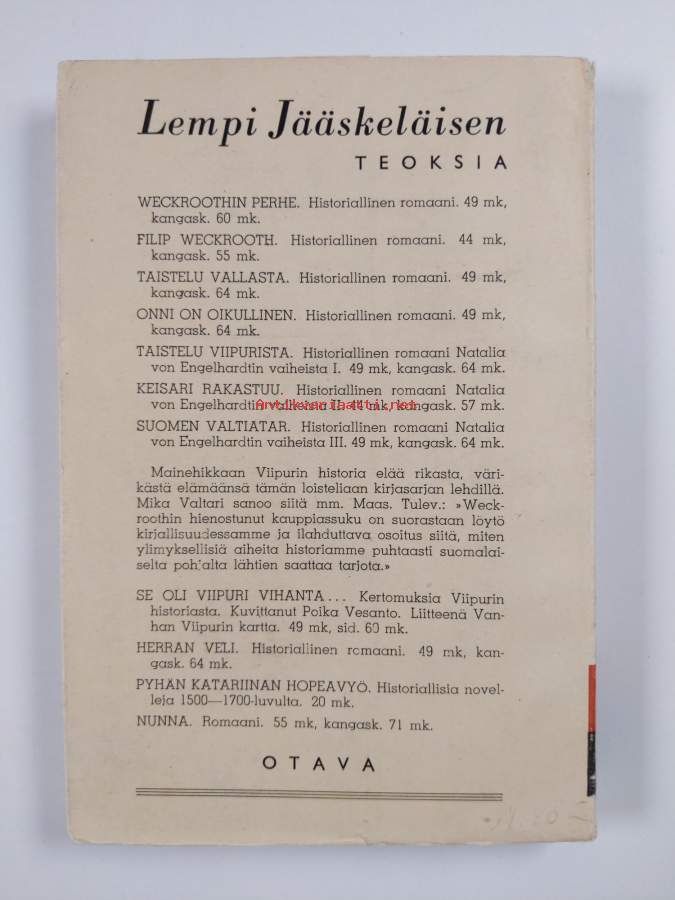 Lempi Jääskeläisen
TEOKSIA
WECKROOTHIN PERHE. Historiallinen romaani. 49 mk,
kangask. 60 mk.
FILIP WECKROOTH. Historiallinen romaani. 44 mk,
kangask. 55 mk.
TAISTELU VALLASTA. Historiallinen romaani. 49 mk,
kangask. 64 mk.
ONNI ON OIKULLINEN. Historiallinen romaani. 49 mk,
kangask. 64 mk.
TAISTELU VIIPURISTA. Historiallinen romaani Natalia
von Engelhardtin vaiheista I. 49 mk, kangask. 64 mk.
KEISARI RAKASTUU. Historiallinen romaani Natalia
von Engelhardtin vaiheista II. 44 mk, kangask. 57 mk.
Antikvariaatti.net
SUOMEN VALTIATAR. Historiallinen romaani Natalia
von Engelhardtin vaiheista III. 49 mk, kangask. 64 mk.
Mainehikkaan Viipurin historia elää rikasta, väri-
kästä elämäänsä tämän loisteliaan kirjasarjan lehdillä.
Mika Valtari sanoo siitä mm. Maas. Tulev.: »Weck-
roothin hienostunut kauppiassuku on suorastaan löytö
kirjallisuudessamme ja ilahduttava osoitus siitä, miten
ylimyksellisiä aiheita historiamme puhtaasti suomalai-
selta pohjalta lähtien saattaa tarjota.»
SE OLI VIIPURI VIHANTA... Kertomuksia Viipurin
historiasta. Kuvittanut Poika Vesanto. Liitteenä Van-
han Viipurin kartta. 49 mk, sid. 60 mk.
HERRAN VELI. Historiallinen romaani. 49 mk, kan-
gask. 64 mk.
PYHÄN KATARIINAN HOPEAVYÖ. Historiallisia novel-
leja 1500—1700-luvulta. 20 mk.
NUNNA. Romaani. 55 mk, kangask. 71 mk.
OTAVA